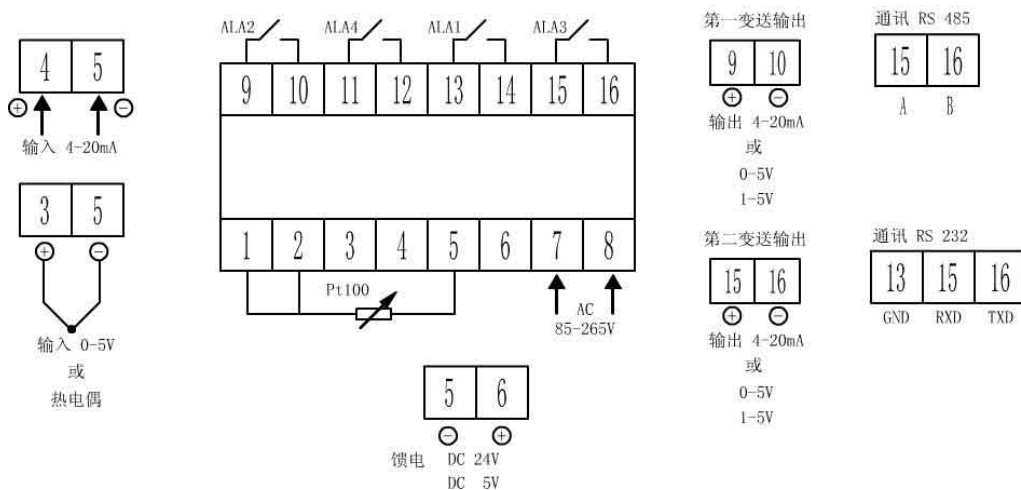 4 5
⊕ ⊖
输入 4-20mA
3 5
⊕ ⊖
输入 0-5V
或
热电偶
ALA2 ALA4 ALA1 ALA3
9 10 11 12 13 14 15 16
1 2 3 4 5 6 7 8
Pt100
AC
85-265V
5 6
⊖ ⊕
馈电 DC 24V
DC 5V
第一变送输出
9 10
⊕ ⊖
输出 4-20mA
或
0-5V
1-5V
第二变送输出
15 16
⊕ ⊖
输出 4-20mA
或
0-5V
1-5V
通讯 RS 485
15 16
A B
通讯 RS 232
13 15 16
GND RXD TXD